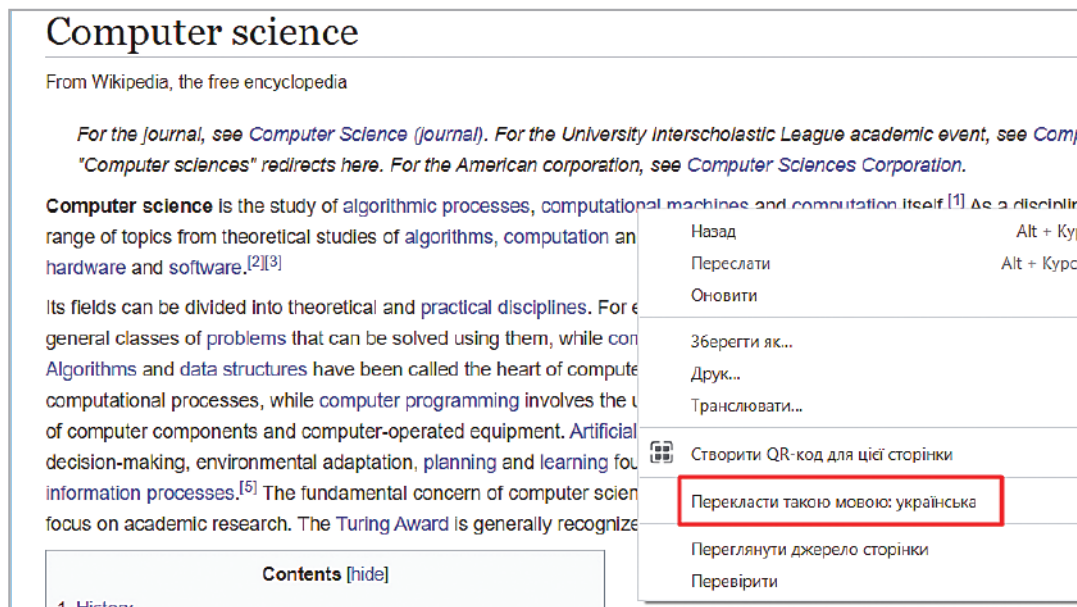 Computer science
From Wikipedia, the free encyclopedia
For the journal, see Computer Science (journal). For the University Interscholastic League academic event, see Comp
"Computer sciences" redirects here. For the American corporation, see Computer Sciences Corporation.
Computer science is the study of algorithmic processes, computational machines and computation itself.[1] As a disciplin
range of topics from theoretical studies of algorithms, computation an
hardware and software.[2][3]
Its fields can be divided into theoretical and practical disciplines. For e
general classes of problems that can be solved using them, while con
Algorithms and data structures have been called the heart of compute
computational processes, while computer programming involves the u
of computer components and computer-operated equipment. Artificial
decision-making, environmental adaptation, planning and learning fou
information processes.[5] The fundamental concern of computer scien
focus on academic research. The Turing Award is generally recognize
Contents [hide]
1 History
Назад Alt + Кур
Переслати Alt + Курс
Оновити
Зберегти як...
Друк...
Транслювати...
Створити QR-код для цієї сторінки
Перекласти такою мовою: українська
Переглянути джерело сторінки
Перевірити